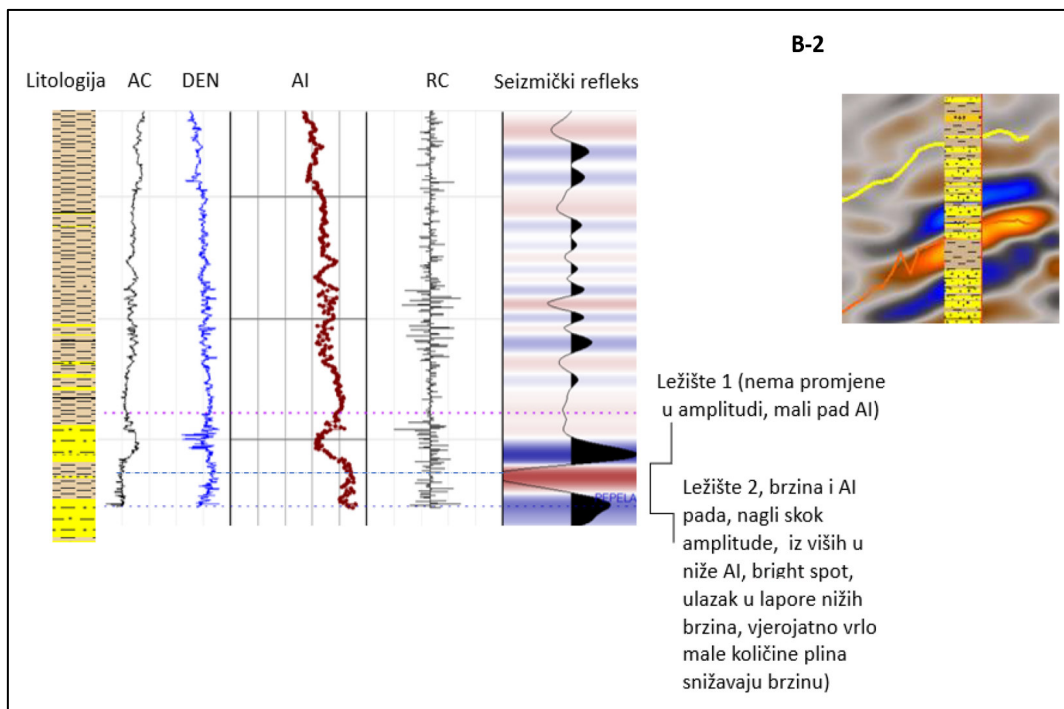 B-2
Litologija AC DEN AI RC Seizmički refleks
Ležište 1 (nema promjene
u amplitudi, mali pad AI)
REPELA
Ležište 2, brzina i AI
pada, nagli skok
amplitude, iz viših u
niže AI, bright spot,
ulazak u lapore nižih
brzina, vjerojatno vrlo
male količine plina
snižavaju brzinu)